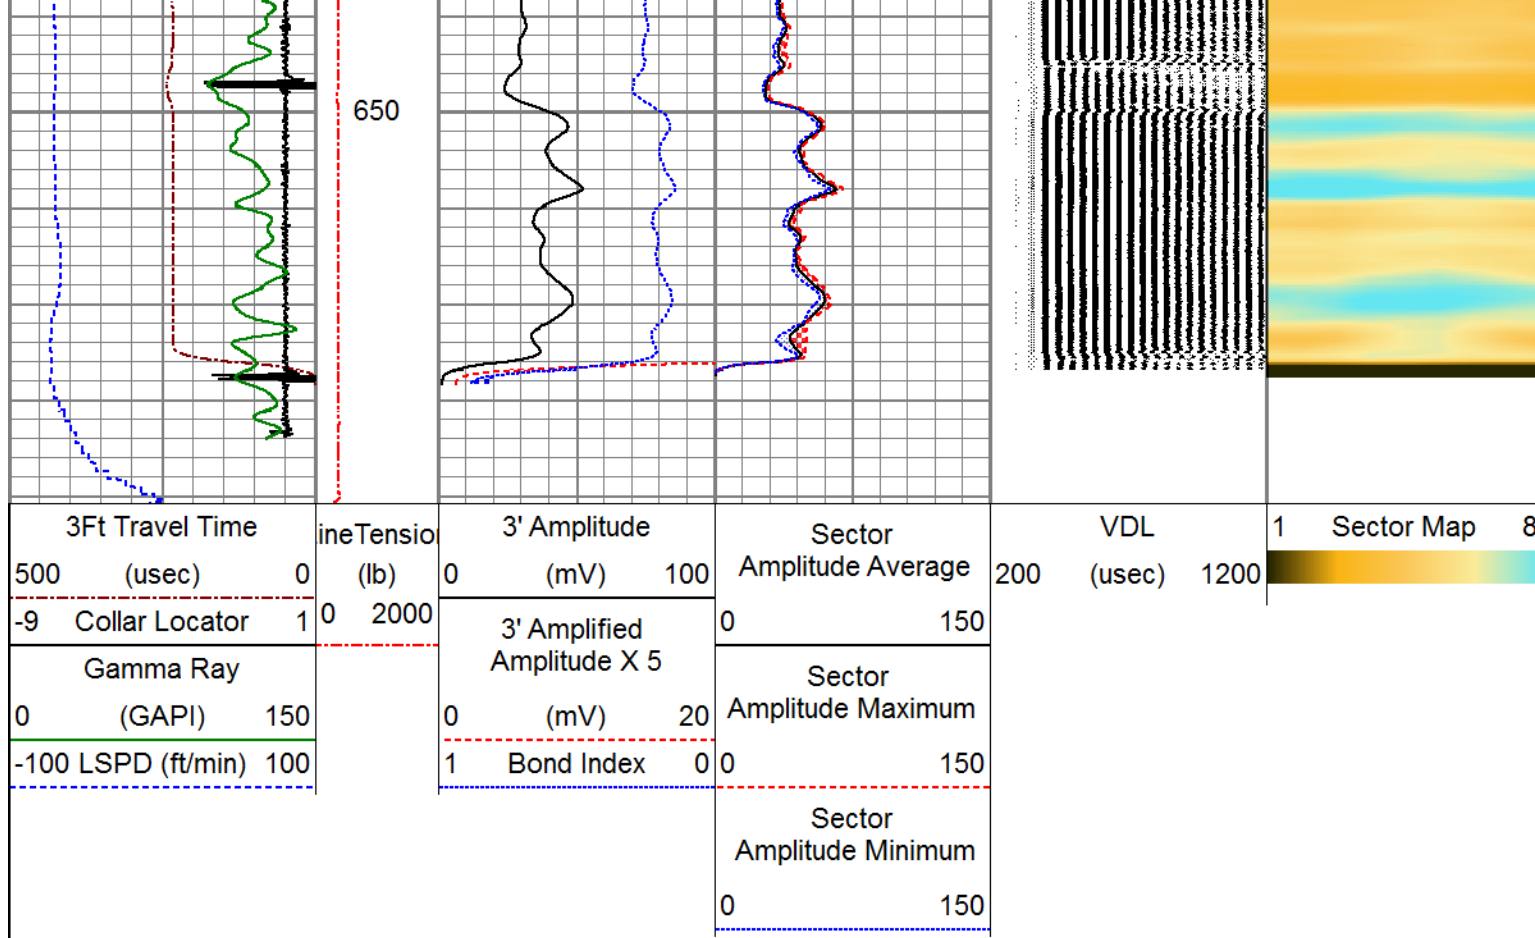 650
3Ft Travel Time
500 (usec) 0
-9 Collar Locator 1
Gamma Ray
0 (GAPI) 150
-100 LSPD (ft/min) 100
ineTension
(lb)
0 2000
3' Amplitude
0 (mV) 100
3' Amplified
Amplitude X 5
0 (mV) 20
1 Bond Index 0
Sector
Amplitude Average
0 150
Sector
Amplitude Maximum
0 150
Sector
Amplitude Minimum
0 150
VDL
200 (usec) 1200
1 Sector Map 8